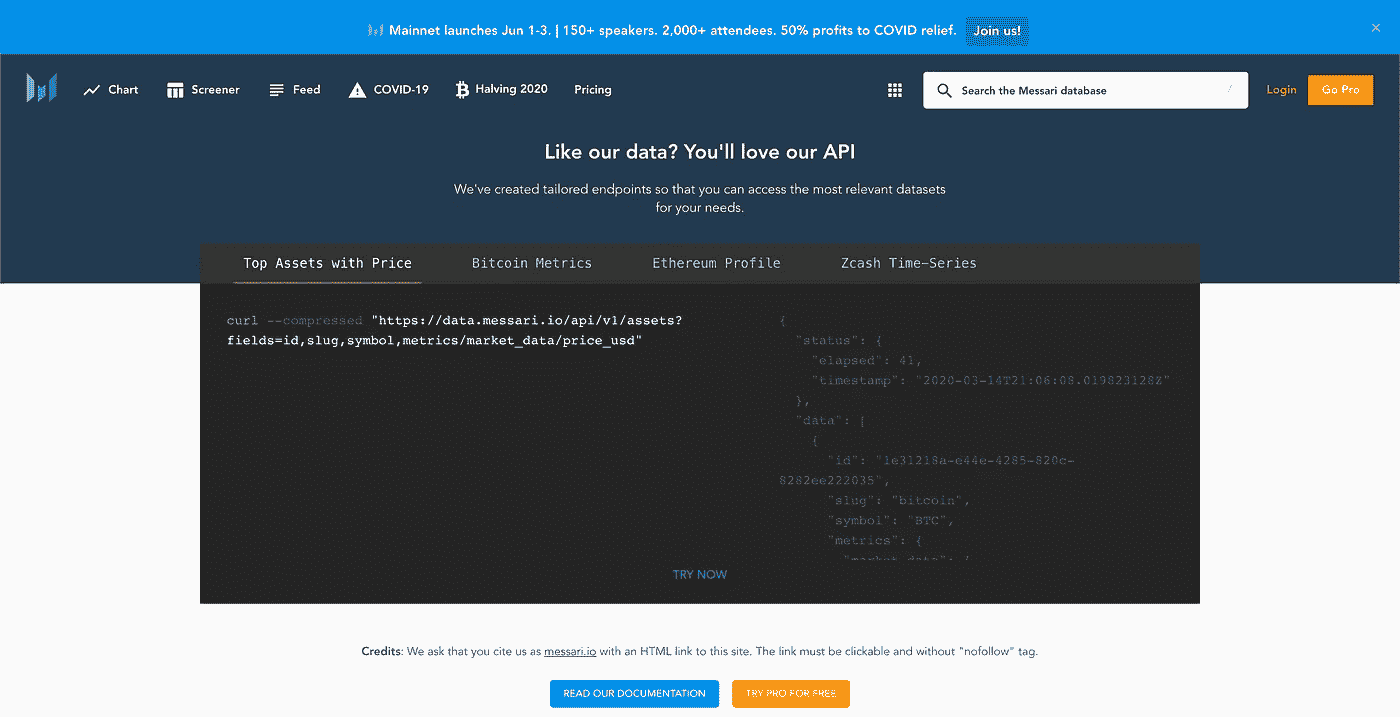 Mainnet launches Jun 1-3. | 150+ speakers. 2,000+ attendees. 50% profits to COVID relief. Join us!
Chart Screener Feed COVID-19 Halving 2020 Pricing Search the Messari database / Login Go Pro
Like our data? You'll love our API
We've created tailored endpoints so that you can access the most relevant datasets
for your needs.
Top Assets with Price Bitcoin Metrics Ethereum Profile Zcash Time-Series
curl --compressed "https://data.messari.io/api/v1/assets?
fields=id,slug,symbol,metrics/market_data/price_usd"
{
"status": {
"elapsed": 41,
"timestamp": "2020-03-14T21:06:08.019823128Z"
},
"data": [
{
"id": "1e31218a-e44e-4285-820c-
8282ee222035",
"slug": "bitcoin",
"symbol": "BTC",
"metrics": {
"market_data": {
TRY NOW
Credits: We ask that you cite us as messari.io with an HTML link to this site. The link must be clickable and without "nofollow" tag.
READ OUR DOCUMENTATION TRY PRO FOR FREE